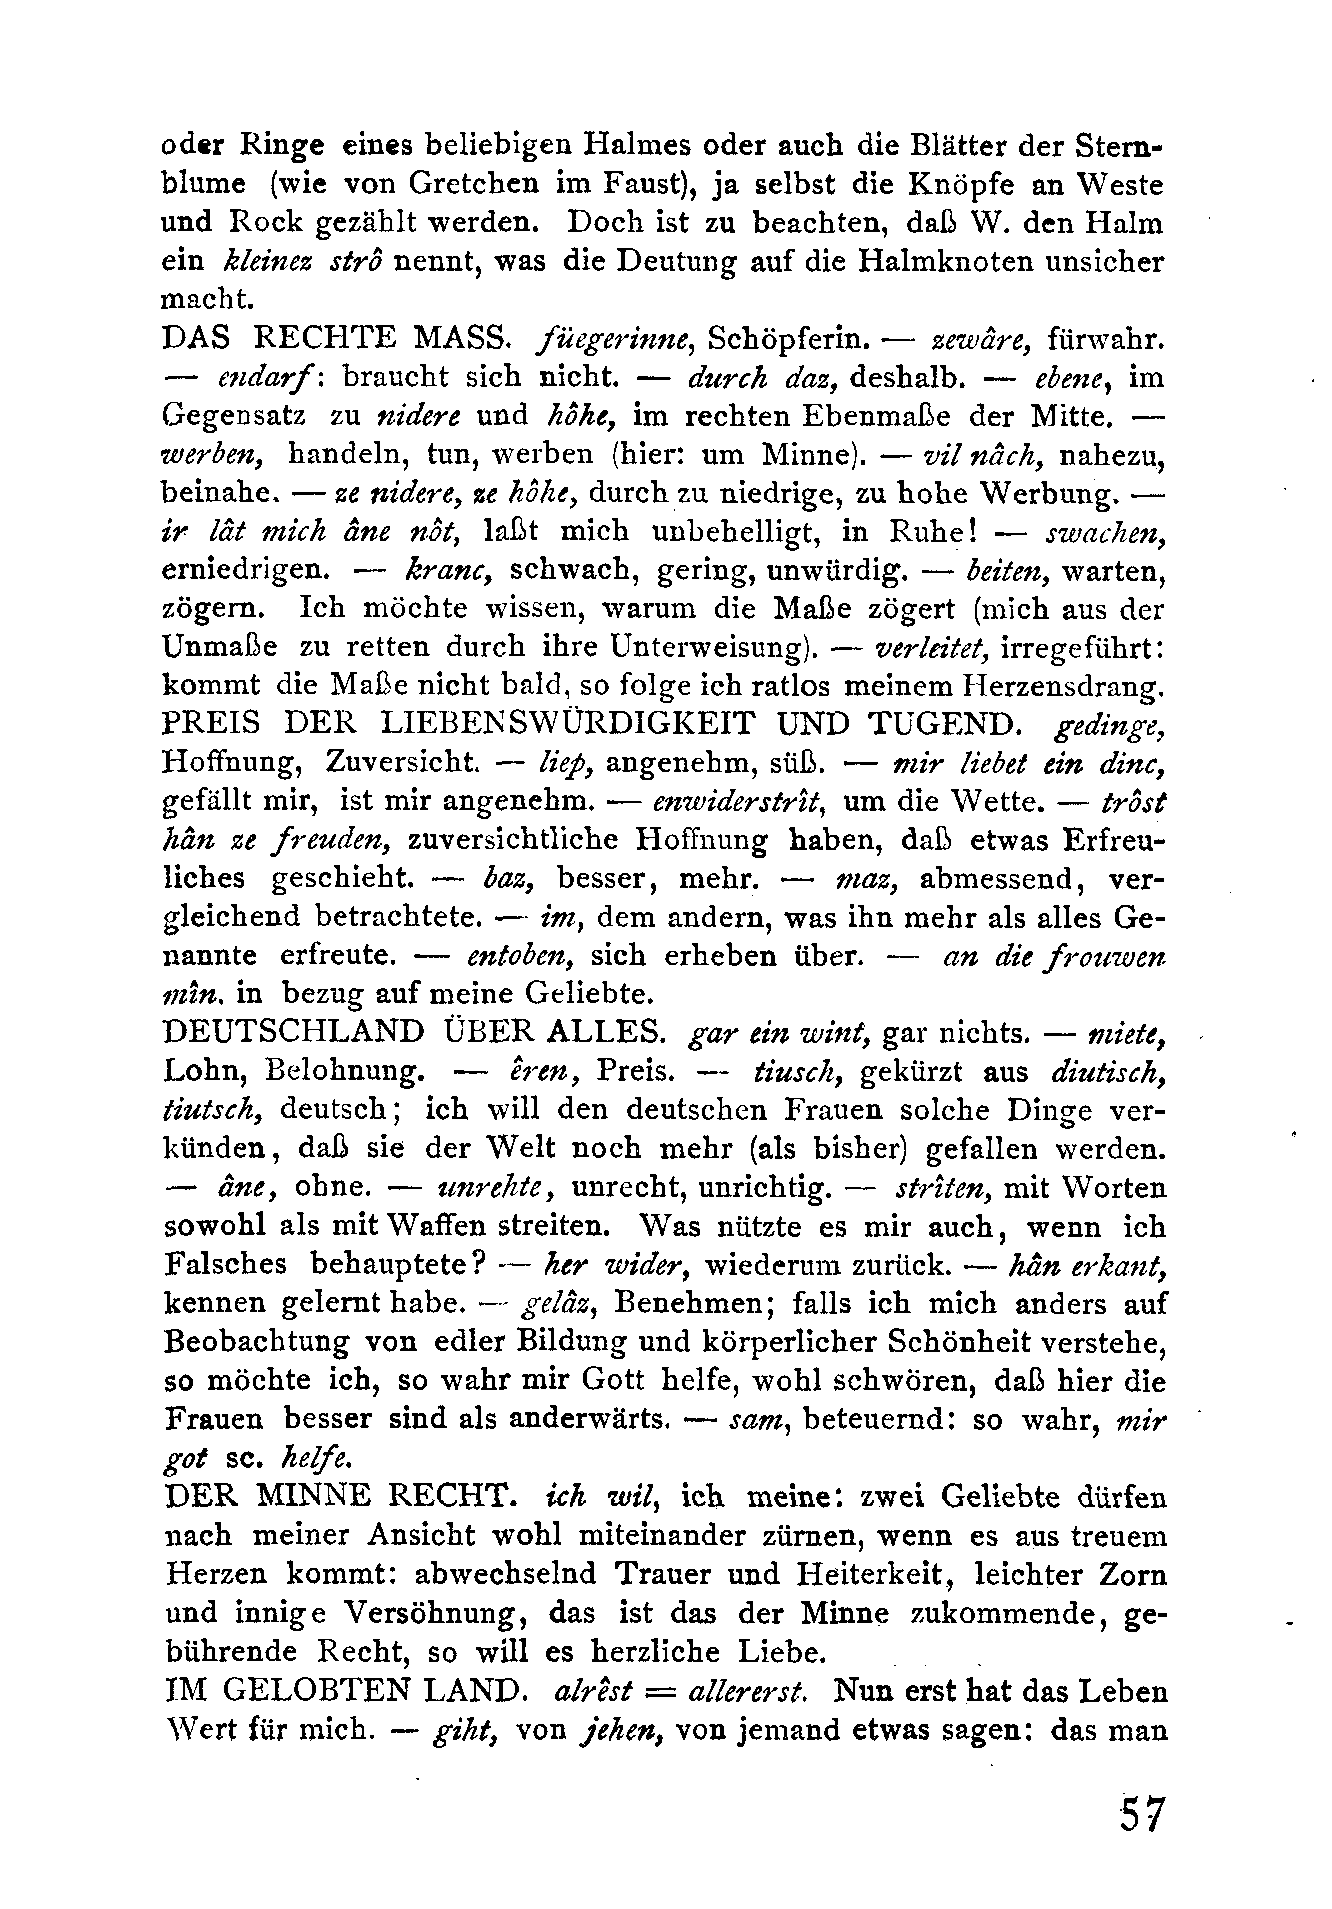 oder Ringe eines beliebigen Halmes oder auch die Blätter der Stern-
blume (wie von Gretchen im Faust), ja selbst die Knöpfe an Weste
und Rock gezählt werden. Doch ist zu beachten, daß W. den Halm
ein kleinez strô nennt, was die Deutung auf die Halmknoten unsicher
macht.
DAS RECHTE MASS. füegerinne, Schöpferin. — zewâre, fürwahr.
— endarf: braucht sich nicht. — durch daz, deshalb. — ebene, im
Gegensatz zu nidere und hôhe, im rechten Ebenmaße der Mitte. —
werben, handeln, tun, werben (hier: um Minne). — vil nâch, nahezu,
beinahe. — ze nidere, ze hôhe, durch zu niedrige, zu hohe Werbung. —
ir lât mich âne nôt, laßt mich unbehelligt, in Ruhe! — swachen,
erniedrigen. — kranc, schwach, gering, unwürdig. — beiten, warten,
zögern. Ich möchte wissen, warum die Maße zögert (mich aus der
Unmaße zu retten durch ihre Unterweisung). — verleitet, irregeführt:
kommt die Maße nicht bald, so folge ich ratlos meinem Herzensdrang.
PREIS DER LIEBENSWÜRDIGKEIT UND TUGEND. gedinge,
Hoffnung, Zuversicht. — liep, angenehm, süß. — mir liebet ein dinc,
gefällt mir, ist mir angenehm. — enwiderstrît, um die Wette. — trôst
hân ze freuden, zuversichtliche Hoffnung haben, daß etwas Erfreu-
liches geschieht. — baz, besser, mehr. — maz, abmessend, ver-
gleichend betrachtete. — im, dem andern, was ihn mehr als alles Ge-
nannte erfreute. — entoben, sich erheben über. — an die frouwen
mîn, in bezug auf meine Geliebte.
DEUTSCHLAND ÜBER ALLES. gar ein wint, gar nichts. — miete,
Lohn, Belohnung. — êren, Preis. — tiusch, gekürzt aus diutisch,
tiutsch, deutsch; ich will den deutschen Frauen solche Dinge ver-
künden, daß sie der Welt noch mehr (als bisher) gefallen werden.
— âne, ohne. — unrehte, unrecht, unrichtig. — strîten, mit Worten
sowohl als mit Waffen streiten. Was nützte es mir auch, wenn ich
Falsches behauptete? — her wider, wiederum zurück. — hân erkant,
kennen gelernt habe. — gelâz, Benehmen; falls ich mich anders auf
Beobachtung von edler Bildung und körperlicher Schönheit verstehe,
so möchte ich, so wahr mir Gott helfe, wohl schwören, daß hier die
Frauen besser sind als anderwärts. — sam, beteuernd: so wahr, mir
got sc. helfe.
DER MINNE RECHT. ich wil, ich meine: zwei Geliebte dürfen
nach meiner Ansicht wohl miteinander zürnen, wenn es aus treuem
Herzen kommt: abwechselnd Trauer und Heiterkeit, leichter Zorn
und innige Versöhnung, das ist das der Minne zukommende, ge-
bührende Recht, so will es herzliche Liebe.
IM GELOBTEN LAND. alrêst = allererst. Nun erst hat das Leben
Wert für mich. — giht, von jehen, von jemand etwas sagen: das man
57